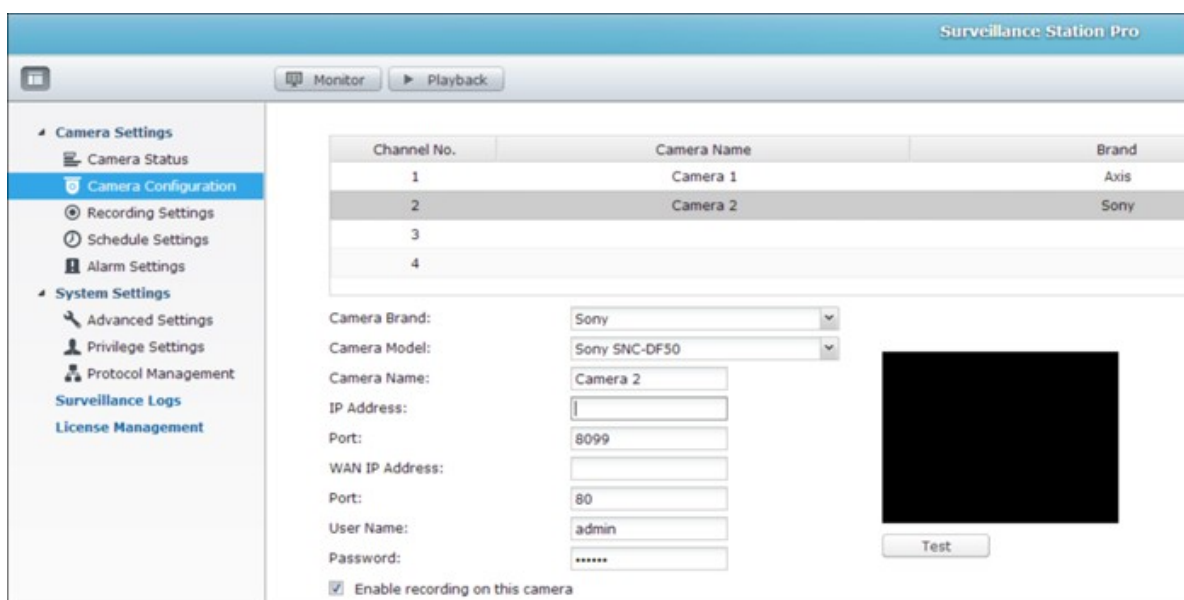 Surveillance Station Pro
Monitor Playback
Camera Settings
Camera Status
Camera Configuration
Recording Settings
Schedule Settings
Alarm Settings
System Settings
Advanced Settings
Privilege Settings
Protocol Management
Surveillance Logs
License Management
Channel No. Camera Name Brand
1 Camera 1 Axis
2 Camera 2 Sony
3
4
Camera Brand: Sony
Camera Model: Sony SNC-DF50
Camera Name: Camera 2
IP Address:
Port: 8099
WAN IP Address:
Port: 80
User Name: admin
Password: ••••••
Test
Enable recording on this camera